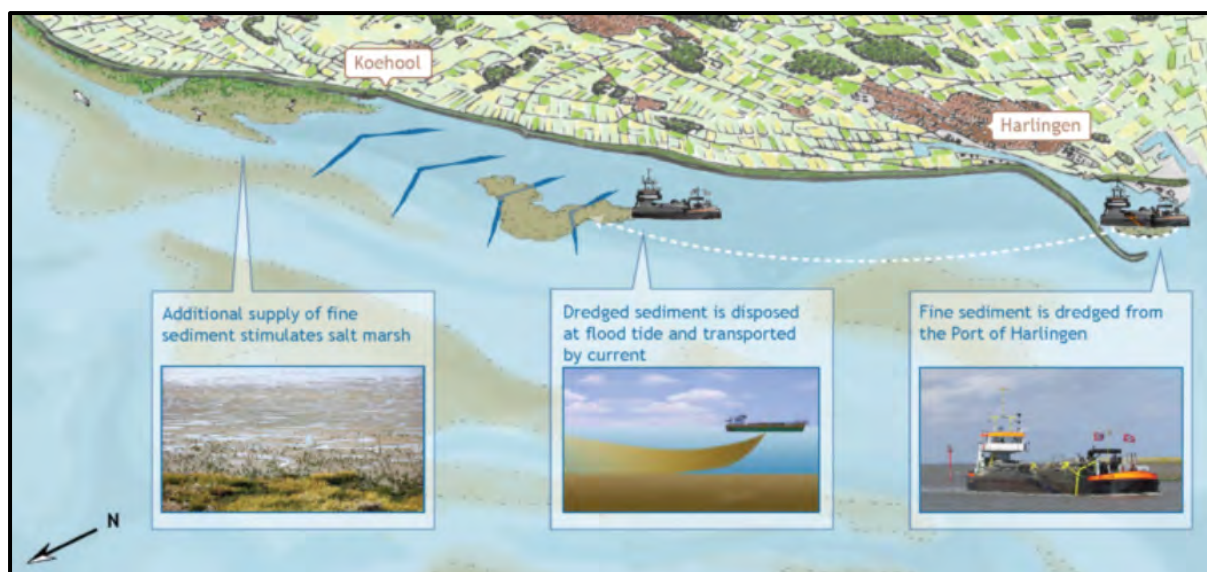 Koehool
Harlingen
Additional supply of fine
sediment stimulates salt marsh
Dredged sediment is disposed
at flood tide and transported
by current
Fine sediment is dredged from
the Port of Harlingen
N